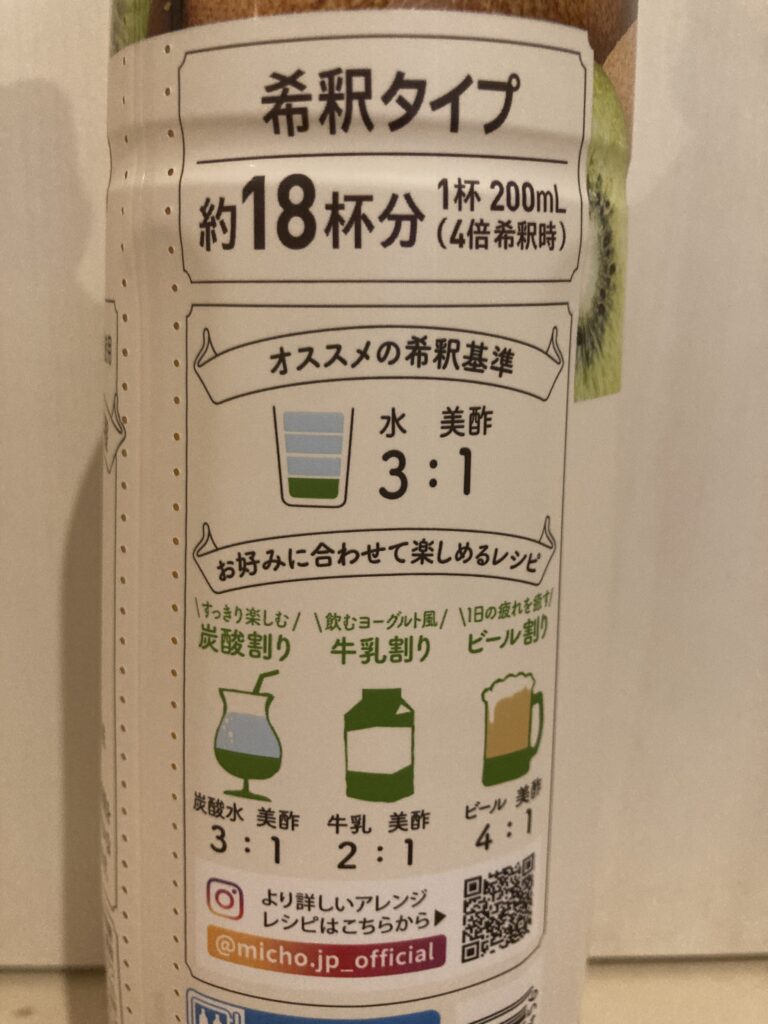 希釈タイプ
約18杯分 1杯 200mL
(4倍希釈時)
オススメの希釈基準
水 美酢
3:1
お好みに合わせて楽しめるレシピ
\すっきり楽しむ/
炭酸割り
\飲むヨーグルト風/
牛乳割り
\1日の疲れを癒す/
ビール割り
炭酸水 美酢
3:1
牛乳 美酢
2:1
ビール 美酢
4:1
より詳しいアレンジ
レシピはこちらから▶
@micho.jp_official